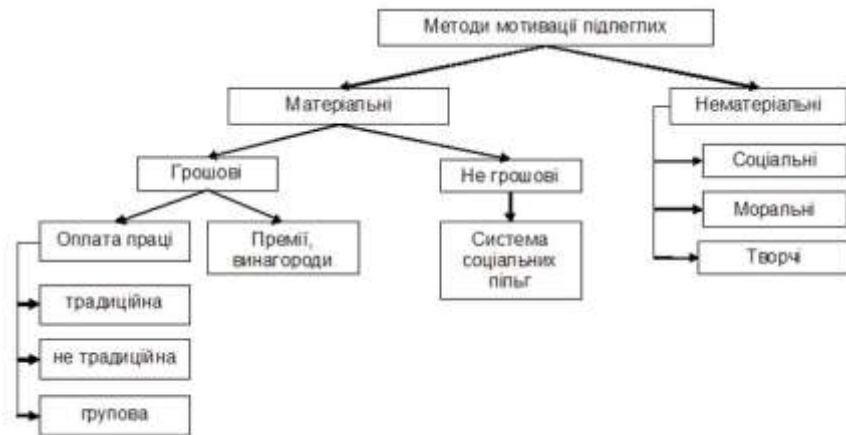 Методи мотивації підлеглих
Матеріальні
Нематеріальні
Грошові
Не грошові
Соціальні
Моральні
Творчі
Оплата праці
Премії,
винагороди
Система
соціальних
пільг
традиційна
не традиційна
групова